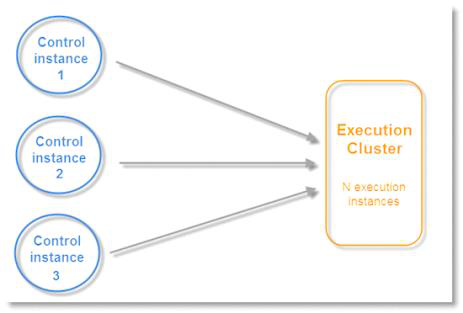 Control
instance
1
Control
instance
2
Control
instance
3
Execution
Cluster
N execution
instances